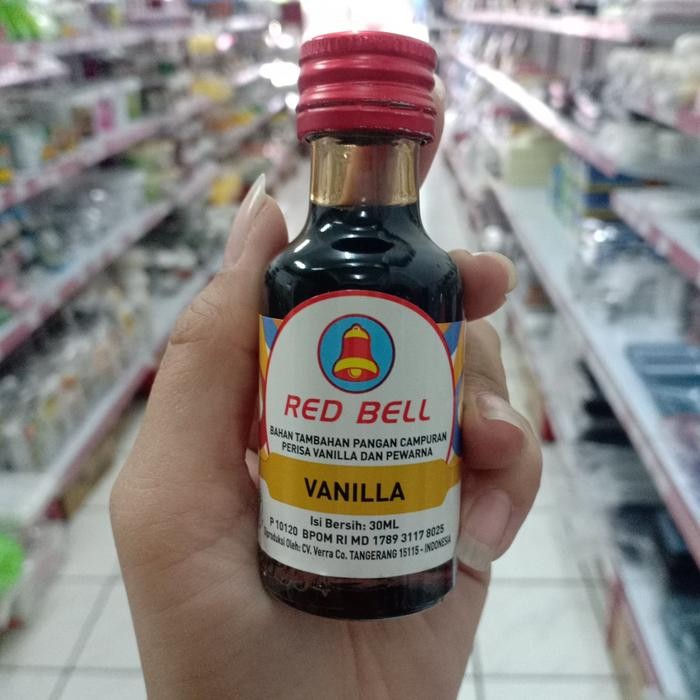 RED BELL
BAHAN TAMBAHAN PANGAN CAMPURAN
PERISA VANILLA DAN PEWARNA
VANILLA
Isi Bersih: 30ML
P 10120 BPOM RI MD 1789 3117 8025
Diproduksi Oleh: CV. Verra Co. TANGERANG 15115 - INDONESIA